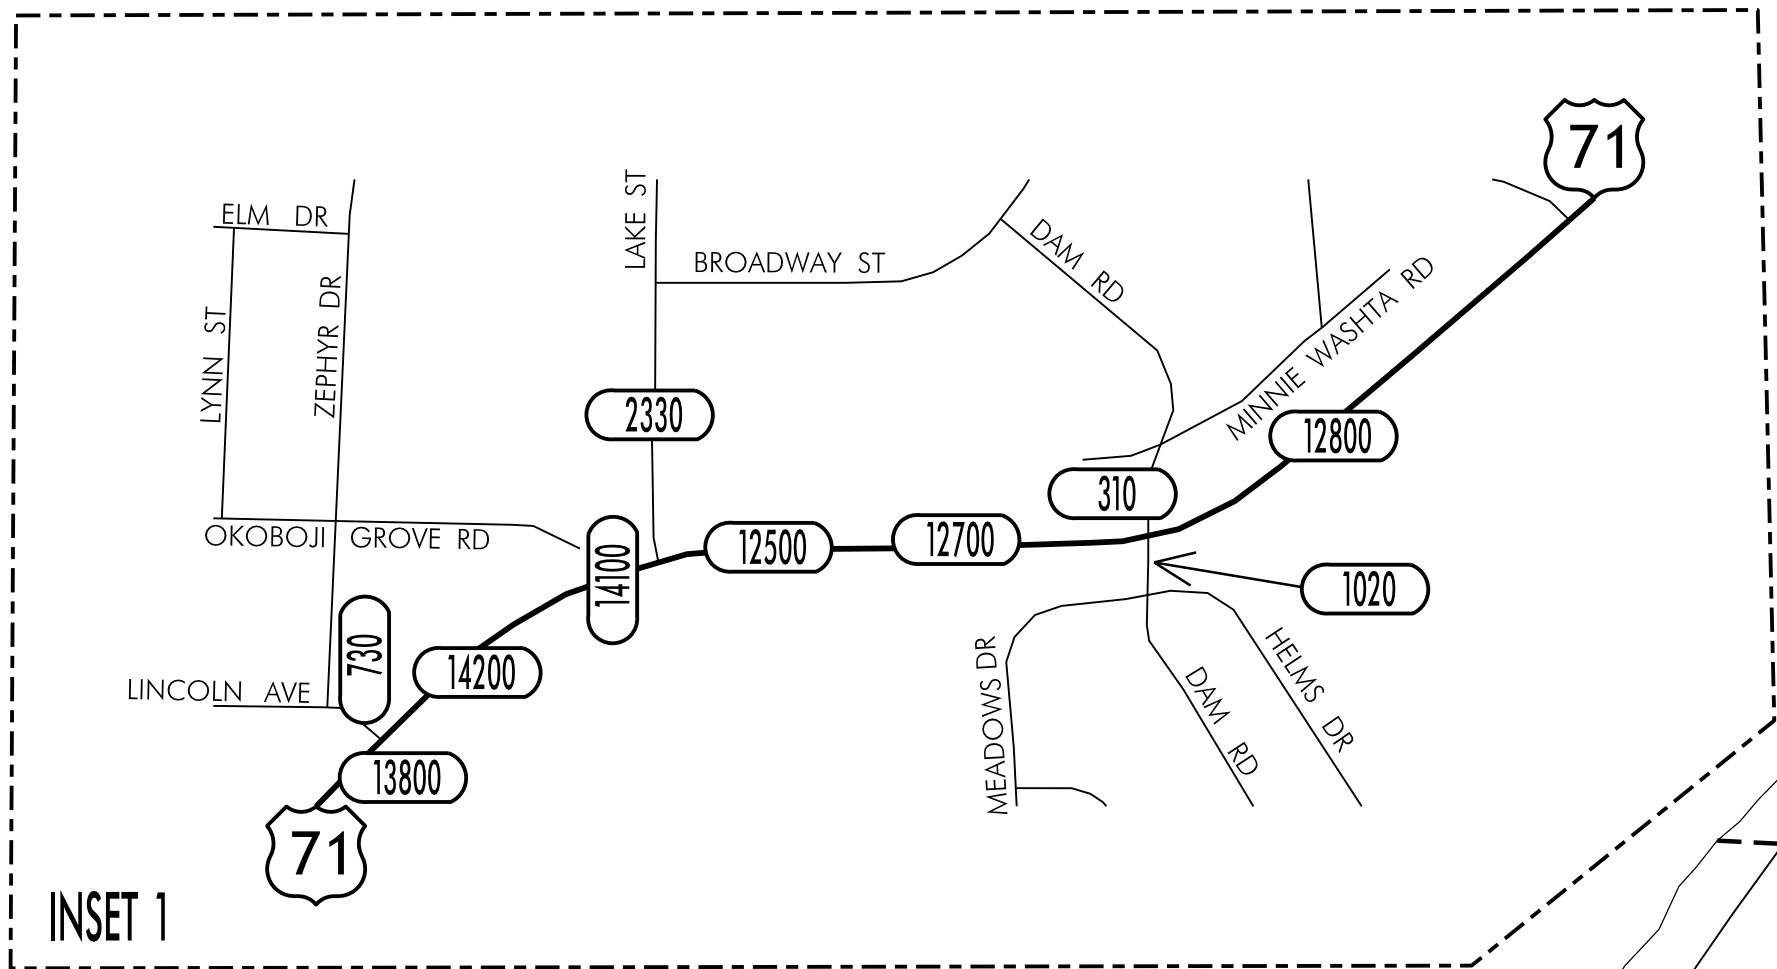 71
LAKE ST
ELM DR
BROADWAY ST
DAM RD
MINNIE WASHTA RD
ZEPHYR DR
LYNN ST
2330
12800
310
OKOBOJI GROVE RD
14100
12500
12700
1020
730
14200
LINCOLN AVE
MEADOWS DR
DAM RD
HELMS DR
13800
71
INSET 1